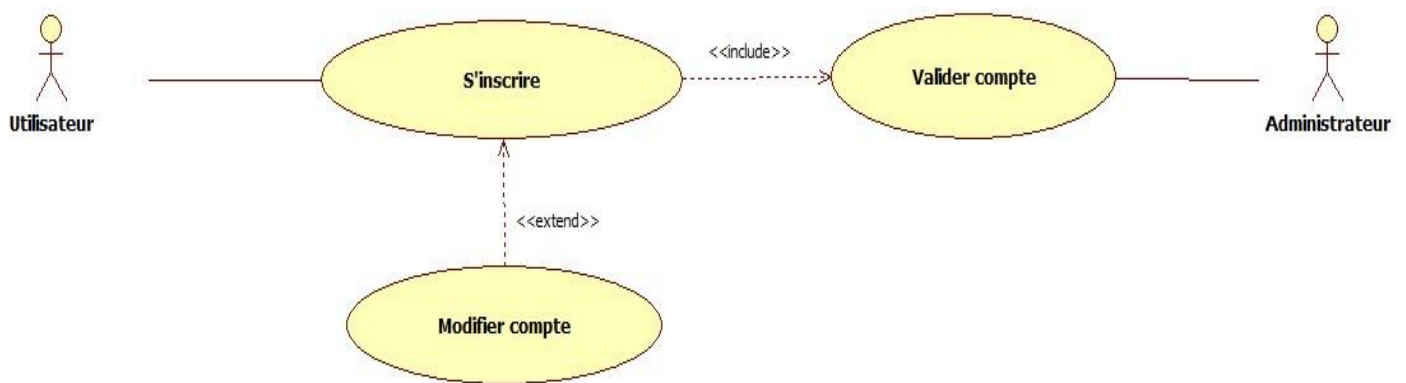 <<include>>
S'inscrire
Valider compte
Utilisateur
Administrateur
<<extend>>
Modifier compte